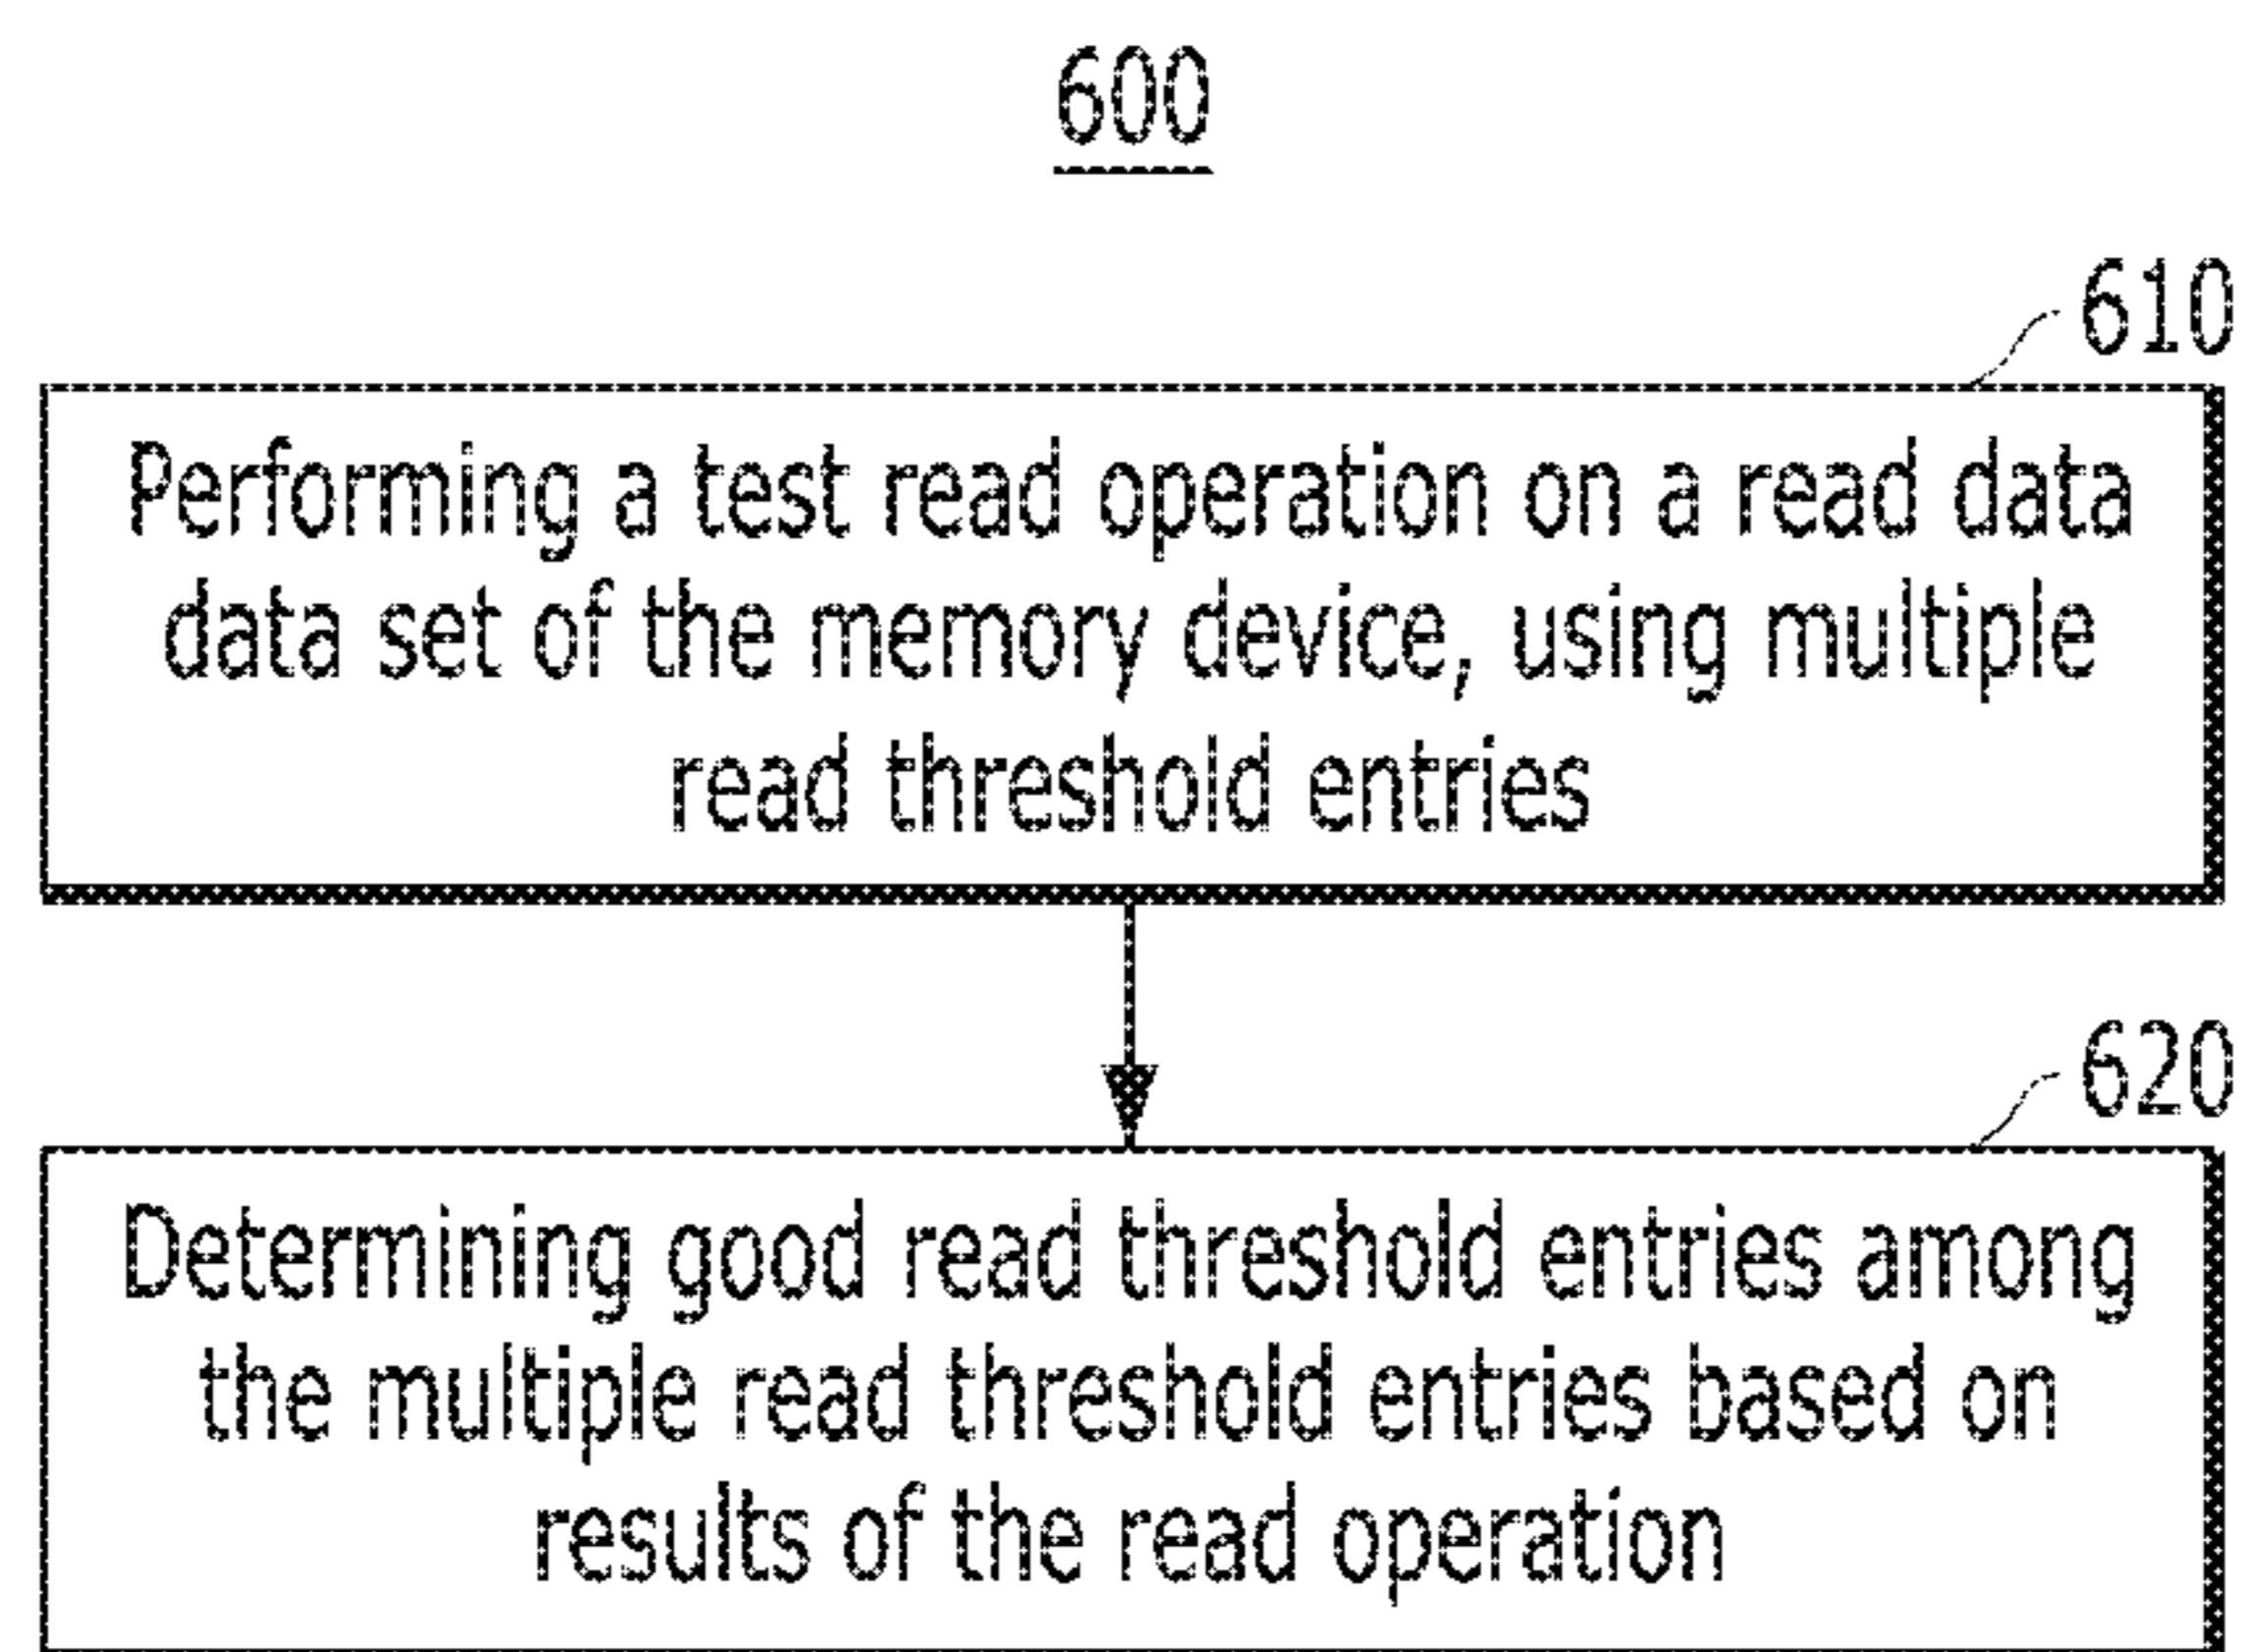 600
610
Performing a test read operation on a read data
data set of the memory device, using multiple
read threshold entries
620
Determining good read threshold entries among
the multiple read threshold entries based on
results of the read operation